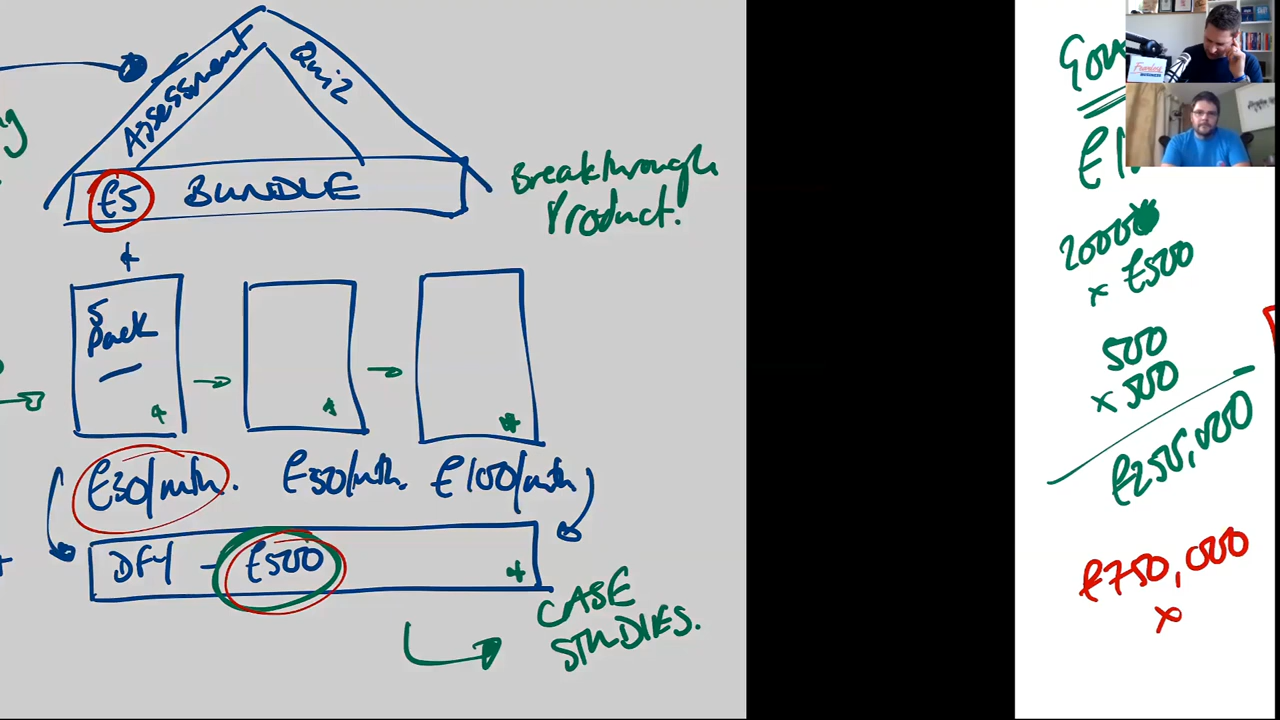 Assessment
Quiz
£5 BUNDLE
Breakthrough
Product.
+
5
Pack
£30/mth.
£50/mth.
£100/mth
DFY - £500
CASE
STUDIES.
£500
500
× 500
£250,000
£750,000
×